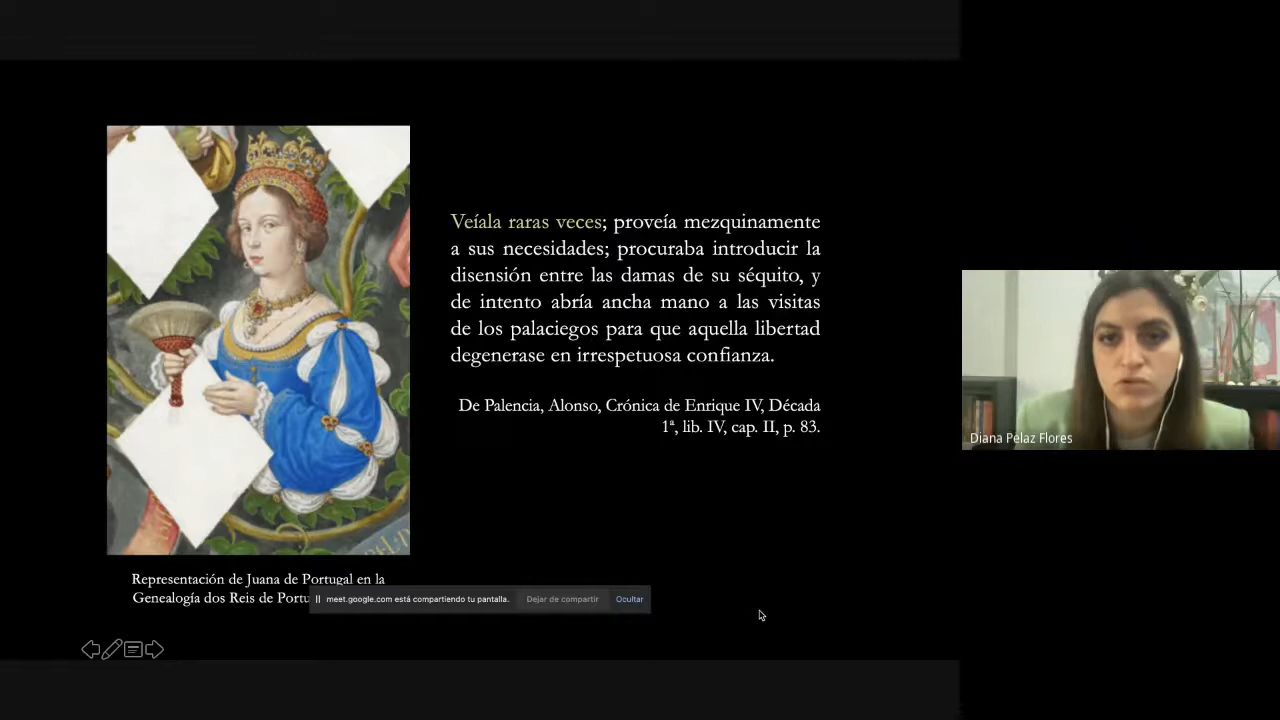 Veíala raras veces; proveía mezquinamente
a sus necesidades; procuraba introducir la
disensión entre las damas de su séquito, y
de intento abría ancha mano a las visitas
de los palaciegos para que aquella libertad
degenerase en irrespetuosa confianza.
De Palencia, Alonso, Crónica de Enrique IV, Década
1ª, lib. IV, cap. II, p. 83.
Diana Pelaz Flores
Representación de Juana de Portugal en la
Genealogía dos Reis de Portu
meet.google.com está compartiendo tu pantalla. Dejar de compartir Ocultar